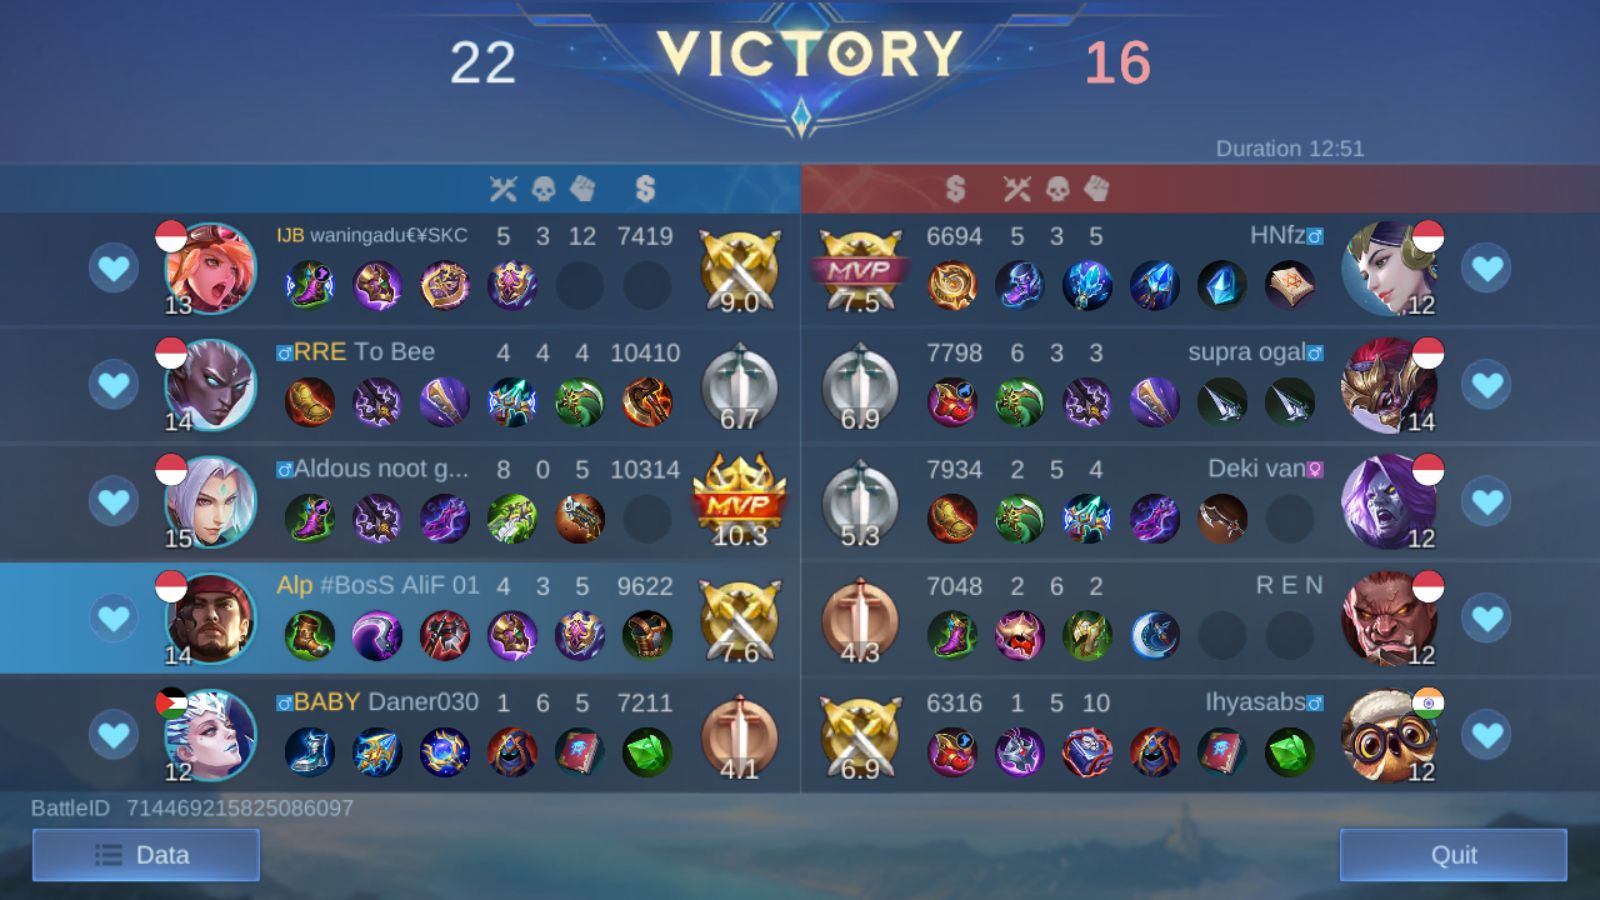 22 VICTORY 16
Duration 12:51
IJB waningadu€¥SKC 5 3 12 7419
13 9.0
MVP 6694 5 3 5 HNfz
7.5 12
RRE To Bee 4 4 4 10410
14 6.7
7798 6 3 3 supra ogal
6.9 14
Aldous noot g... 8 0 5 10314
15 MVP 10.3
7934 2 5 4 Deki van
5.3 12
Alp #BosS AliF 01 4 3 5 9622
14 7.6
7048 2 6 2 R E N
4.3 12
BABY Daner030 1 6 5 7211
12 4.1
6316 1 5 10 Ihyasabs
6.9 12
BattleID 714469215825086097
Data
Quit